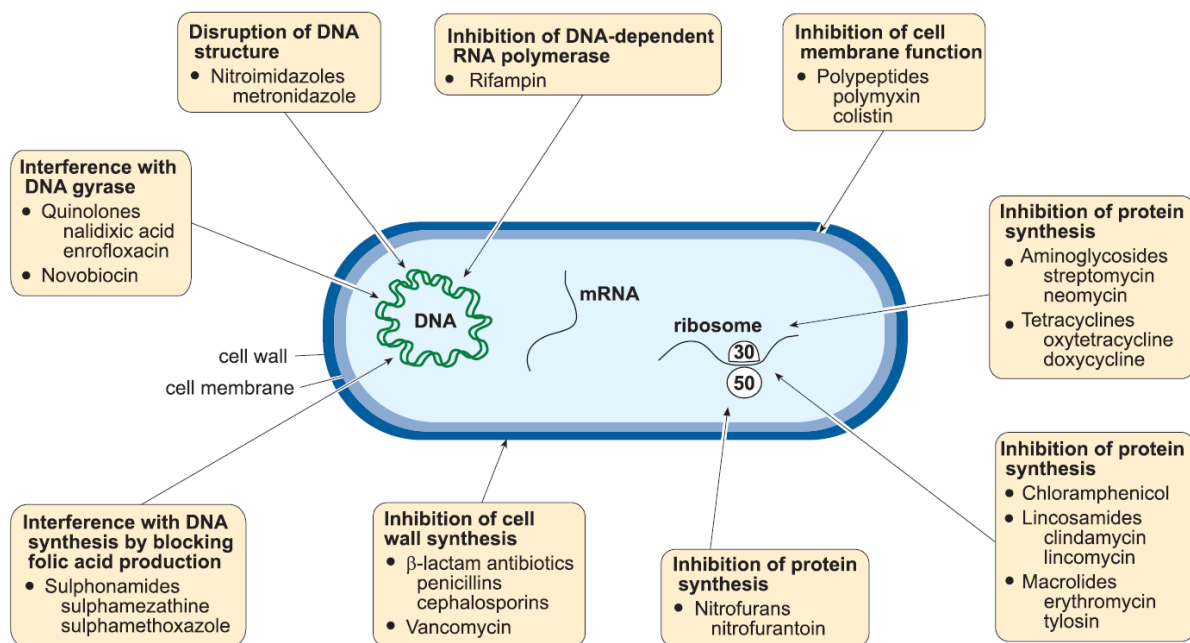 Disruption of DNA
structure
• Nitroimidazoles
metronidazole
Inhibition of DNA-dependent
RNA polymerase
• Rifampin
Inhibition of cell
membrane function
• Polypeptides
polymyxin
colistin
Interference with
DNA gyrase
• Quinolones
nalidixic acid
enrofloxacin
• Novobiocin
Inhibition of protein
synthesis
• Aminoglycosides
streptomycin
neomycin
• Tetracyclines
oxytetracycline
doxycycline
DNA
mRNA
ribosome
30
50
cell wall
cell membrane
Interference with DNA
synthesis by blocking
folic acid production
• Sulphonamides
sulphamezathine
sulphamethoxazole
Inhibition of cell
wall synthesis
• β-lactam antibiotics
penicillins
cephalosporins
• Vancomycin
Inhibition of protein
synthesis
• Nitrofurans
nitrofurantoin
Inhibition of protein
synthesis
• Chloramphenicol
• Lincosamides
clindamycin
lincomycin
• Macrolides
erythromycin
tylosin